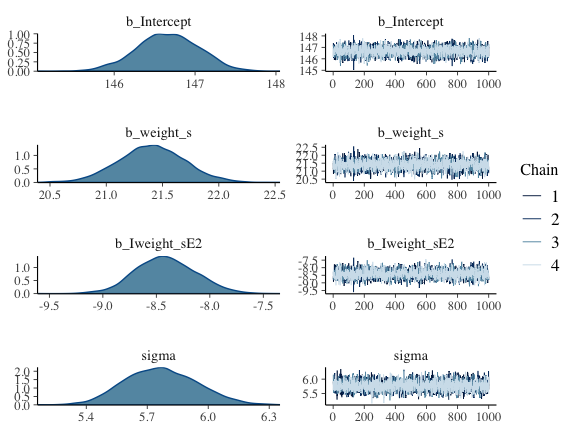 b_Intercept
1.00
0.75
0.50
0.25
0.00
146 147 148
b_Intercept
148
147
146
145
0 200 400 600 800 1000
b_weight_s
1.0
0.5
0.0
20.5 21.0 21.5 22.0 22.5
b_weight_s
22.5
22.0
21.5
21.0
20.5
0 200 400 600 800 1000
b_Iweight_sE2
1.0
0.5
0.0
-9.5 -9.0 -8.5 -8.0 -7.5
b_Iweight_sE2
-7.5
-8.0
-8.5
-9.0
-9.5
0 200 400 600 800 1000
sigma
2.0
1.5
1.0
0.5
0.0
5.4 5.7 6.0 6.3
sigma
6.0
5.5
0 200 400 600 800 1000
Chain
1
2
3
4